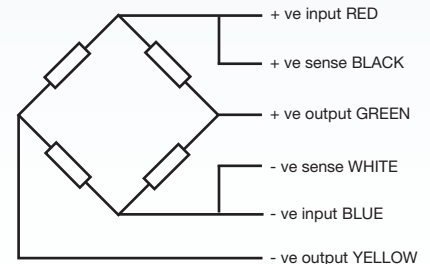 + ve input RED
+ ve sense BLACK
+ ve output GREEN
- ve sense WHITE
- ve input BLUE
- ve output YELLOW